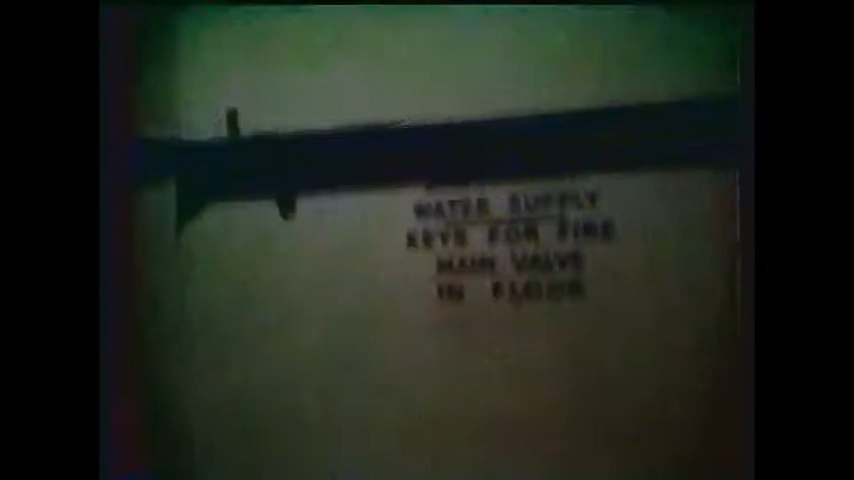 WATER SUPPLY
KEYS FOR FIRE
MAIN VALVE
IN FLOOR